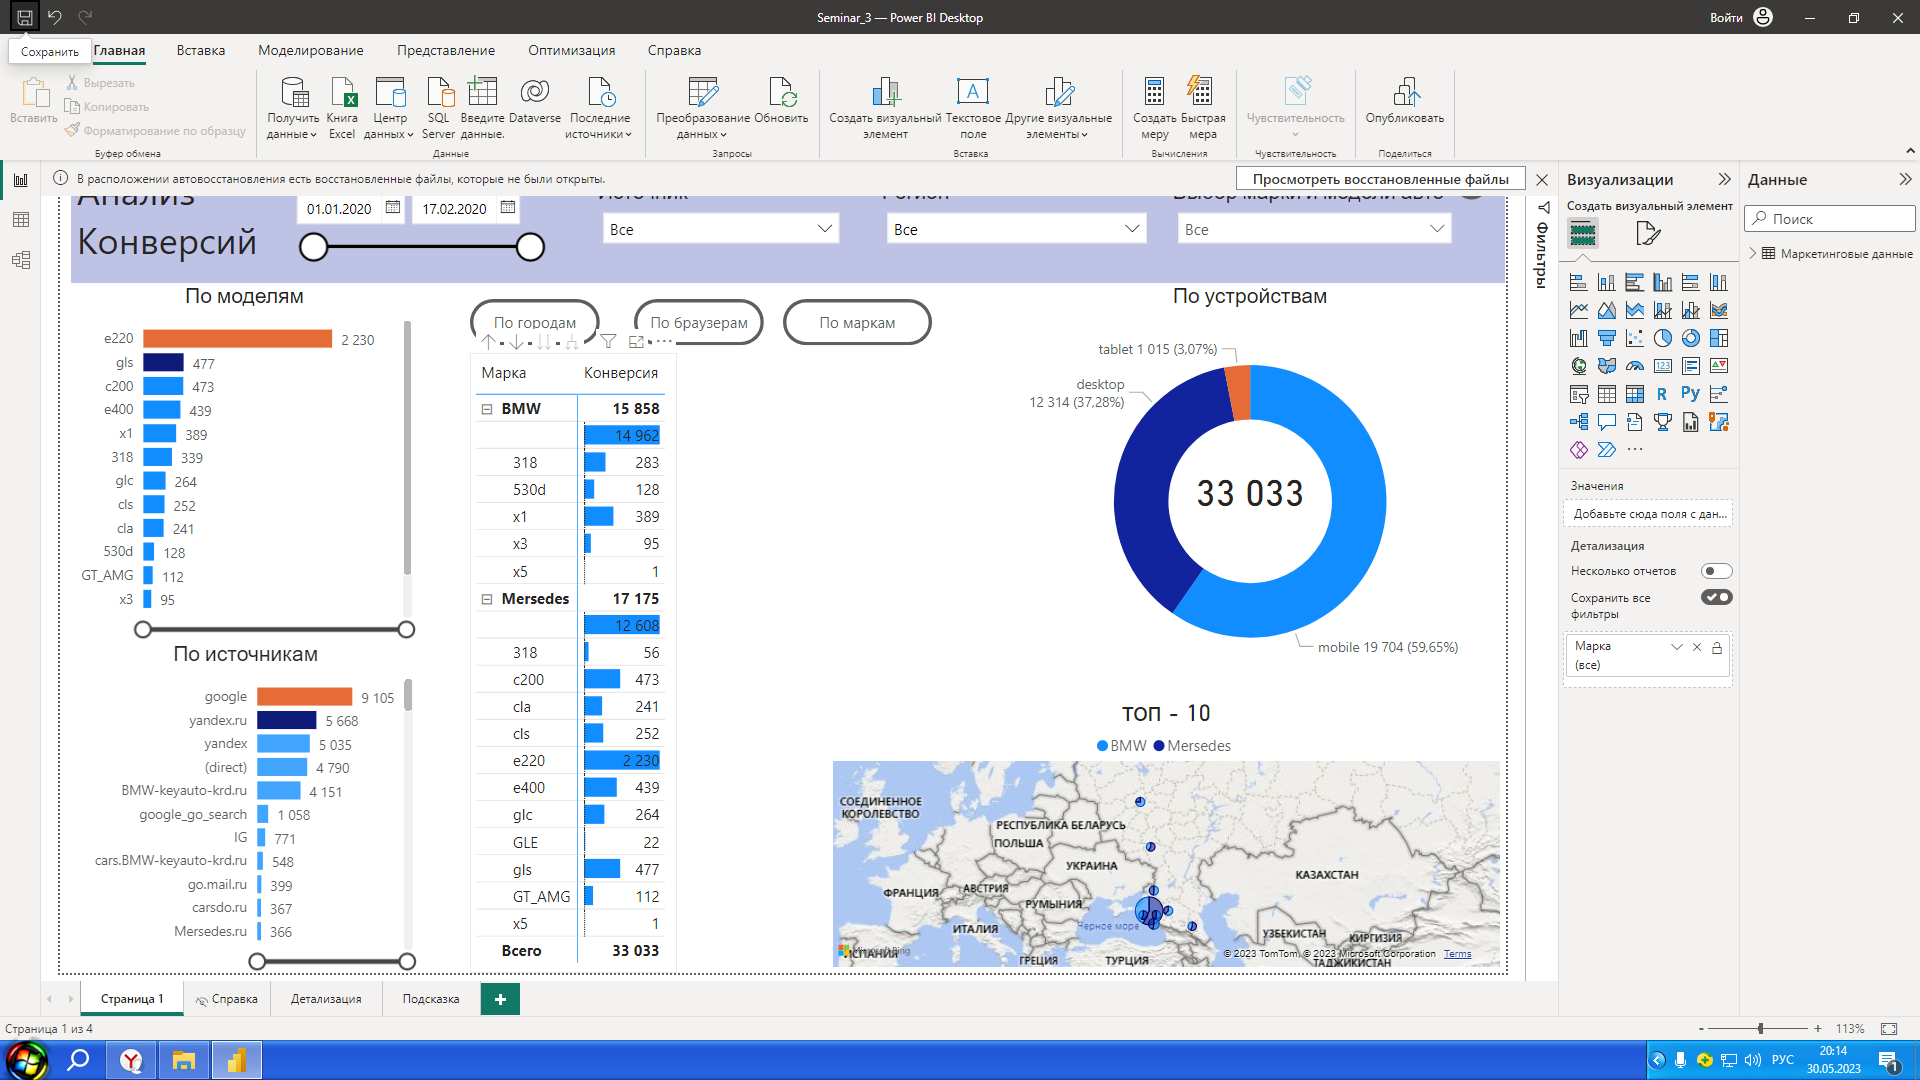 Seminar_3 — Power BI Desktop
Войти
Сохранить
Главная
Вставка
Моделирование
Представление
Оптимизация
Справка
Вставить
Вырезать
Копировать
Форматирование по образцу
Буфер обмена
Получить данные
Книга Excel
Центр данных
SQL Server
Введите данные.
Dataverse
Последние источники
Данные
Преобразование данных
Обновить
Запросы
Создать визуальный элемент
Текстовое поле
Другие визуальные элементы
Вставка
Создать меру
Быстрая мера
Вычисления
Чувствительность
Чувствительность
Опубликовать
Поделиться
В расположении автовосстановления есть восстановленные файлы, которые не были открыты.
Просмотреть восстановленные файлы
Анализ
Конверсий
01.01.2020
17.02.2020
Источник
Все
Регион
Все
Выбор марки и модели авто
Все
По моделям
e220 2 230
gls 477
c200 473
e400 439
x1 389
318 339
glc 264
cls 252
cla 241
530d 128
GT_AMG 112
x3 95
По источникам
google 9 105
yandex.ru 5 668
yandex 5 035
(direct) 4 790
BMW-keyauto-krd.ru 4 151
google_go_search 1 058
IG 771
cars.BMW-keyauto-krd.ru 548
go.mail.ru 399
carsdo.ru 367
Mersedes.ru 366
По городам
По браузерам
По маркам
Марка Конверсия
BMW 15 858
14 962
318 283
530d 128
x1 389
x3 95
x5 1
Mersedes 17 175
12 608
318 56
c200 473
cla 241
cls 252
e220 2 230
e400 439
glc 264
GLE 22
gls 477
GT_AMG 112
x5 1
Всего 33 033
По устройствам
tablet 1 015 (3,07%)
desktop
12 314 (37,28%)
33 033
mobile 19 704 (59,65%)
топ - 10
BMW Mersedes
СОЕДИНЕННОЕ
КОРОЛЕВСТВО
РЕСПУБЛИКА БЕЛАРУСЬ
ПОЛЬША
УКРАИНА
КАЗАХСТАН
ФРАНЦИЯ
АВСТРИЯ
РУМЫНИЯ
Черное море
ИТАЛИЯ
УЗБЕКИСТАН
КИРГИЗИЯ
Microsoft Bing
ИСПАНИЯ
ГРЕЦИЯ
ТУРЦИЯ
ТАДЖИКИСТАН
© 2023 TomTom, © 2023 Microsoft Corporation Terms
Фильтры
Визуализации
Создать визуальный элемент
123
R
Py
Значения
Добавьте сюда поля с дан...
Детализация
Несколько отчетов
Сохранить все
фильтры
Марка
(все)
Данные
Поиск
Маркетинговые данные
Страница 1
Справка
Детализация
Подсказка
+
Страница 1 из 4
- + 113%
РУС
20:14
30.05.2023
1